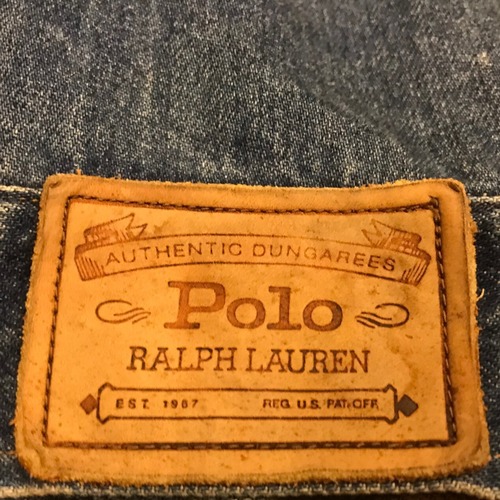 AUTHENTIC DUNGAREES
Polo
RALPH LAUREN
EST. 1967 REG. U.S. PAT. OFF.